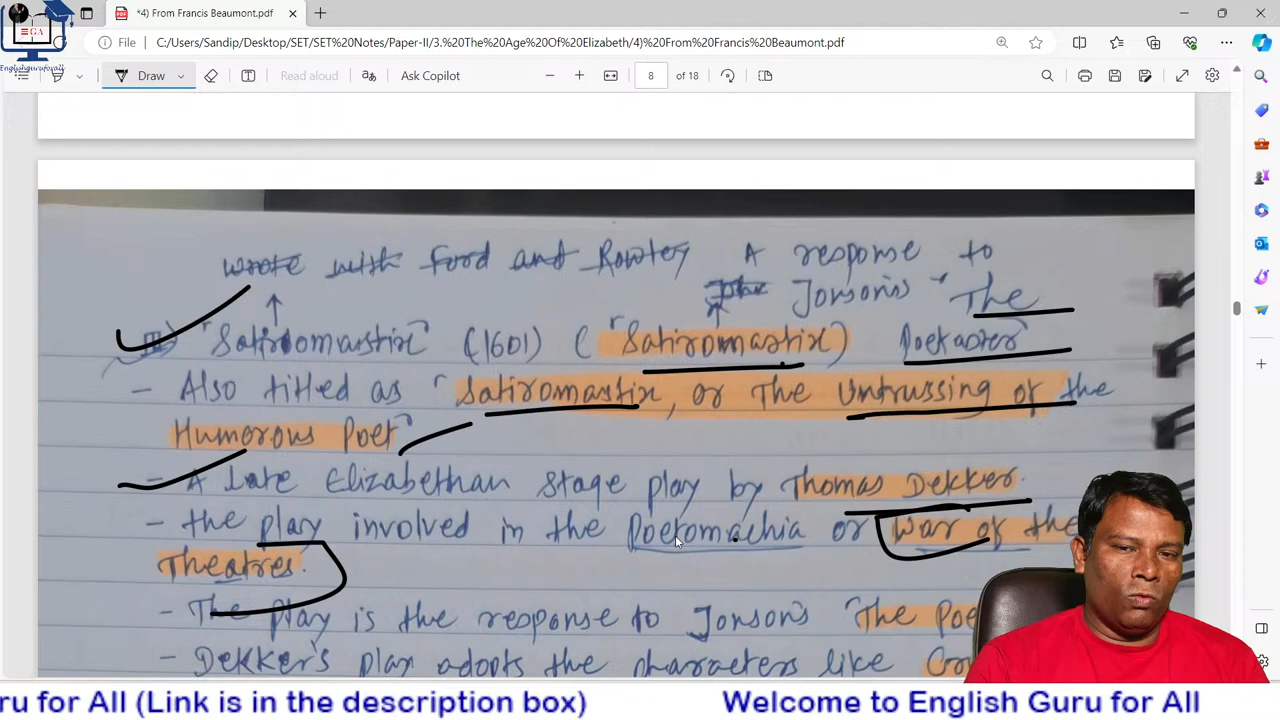 *4) From Francis Beaumont.pdf
File C:/Users/Sandip/Desktop/SET/SET%20Notes/Paper-II/3.%20The%20Age%20Of%20Elizabeth/4)%20From%20Francis%20Beaumont.pdf
EGA
Englishguruforall
Draw Read aloud Ask Copilot 8 of 18
wrote with Ford and Rowley A response to
Jonson's "The
"Satiromastix" (1601) ("Satiromastix) Poetaster"
- Also titled as "Satiromastix, or The Untrussing of the
Humorous Poet"
- A Late Elizabethan stage play by Thomas Dekker.
- the play involved in the Poetomachia or War of the
Theatres.
- The play is the response to Jonson's "The Poe
- Dekker's play adopts the characters like
ru for All (Link is in the description box) Welcome to English Guru for All